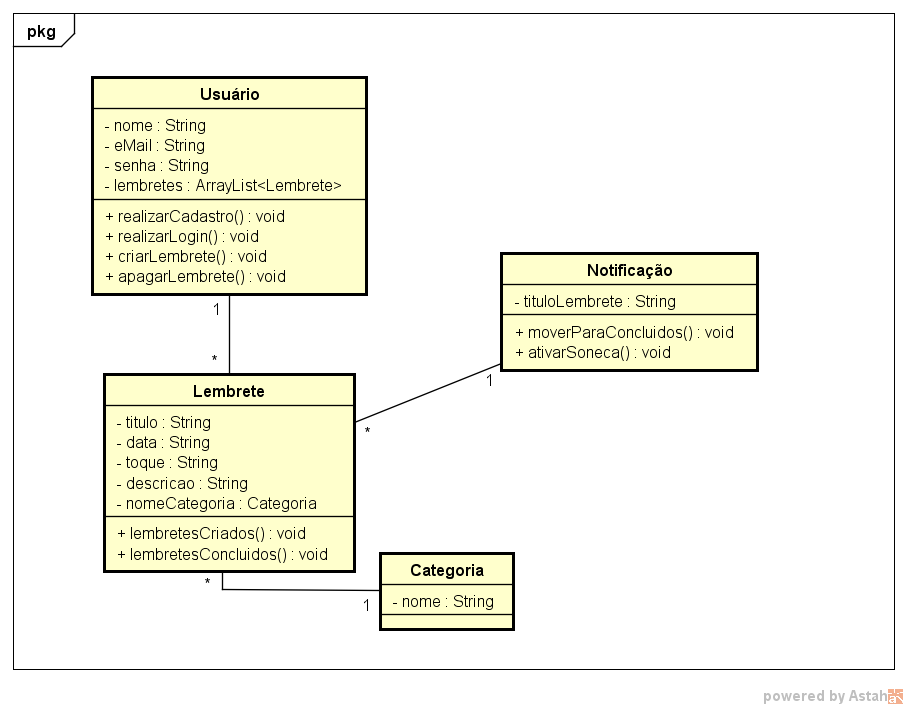 pkg
Usuário
- nome : String
- eMail : String
- senha : String
- lembretes : ArrayList<Lembrete>
+ realizarCadastro() : void
+ realizarLogin() : void
+ criarLembrete() : void
+ apagarLembrete() : void
1
*
Notificação
- tituloLembrete : String
+ moverParaConcluidos() : void
+ ativarSoneca() : void
1
*
Lembrete
- titulo : String
- data : String
- toque : String
- descricao : String
- nomeCategoria : Categoria
+ lembretesCriados() : void
+ lembretesConcluidos() : void
*
1
Categoria
- nome : String
powered by Astah